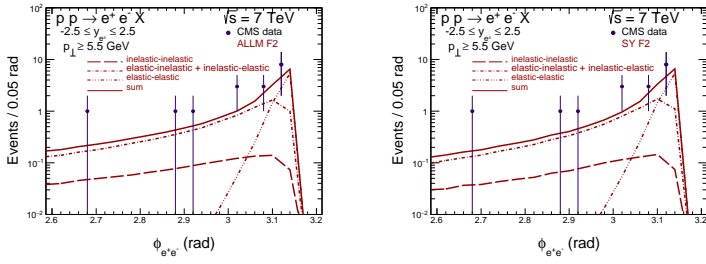 p p → e⁺ e⁻ X
√s = 7 TeV
-2.5 ≤ y_e± ≤ 2.5
CMS data
p⊥ ≥ 5.5 GeV
ALLM F2
inelastic-inelastic
elastic-inelastic + inelastic-elastic
elastic-elastic
sum
Events / 0.05 rad
10²
10
1
10⁻¹
10⁻²
2.6 2.7 2.8 2.9 3 3.1 3.2
ϕ_e⁺e⁻ (rad)
p p → e⁺ e⁻ X
√s = 7 TeV
-2.5 ≤ y_e± ≤ 2.5
CMS data
p⊥ ≥ 5.5 GeV
SY F2
inelastic-inelastic
elastic-inelastic + inelastic-elastic
elastic-elastic
sum
Events / 0.05 rad
10²
10
1
10⁻¹
10⁻²
2.6 2.7 2.8 2.9 3 3.1 3.2
ϕ_e⁺e⁻ (rad)